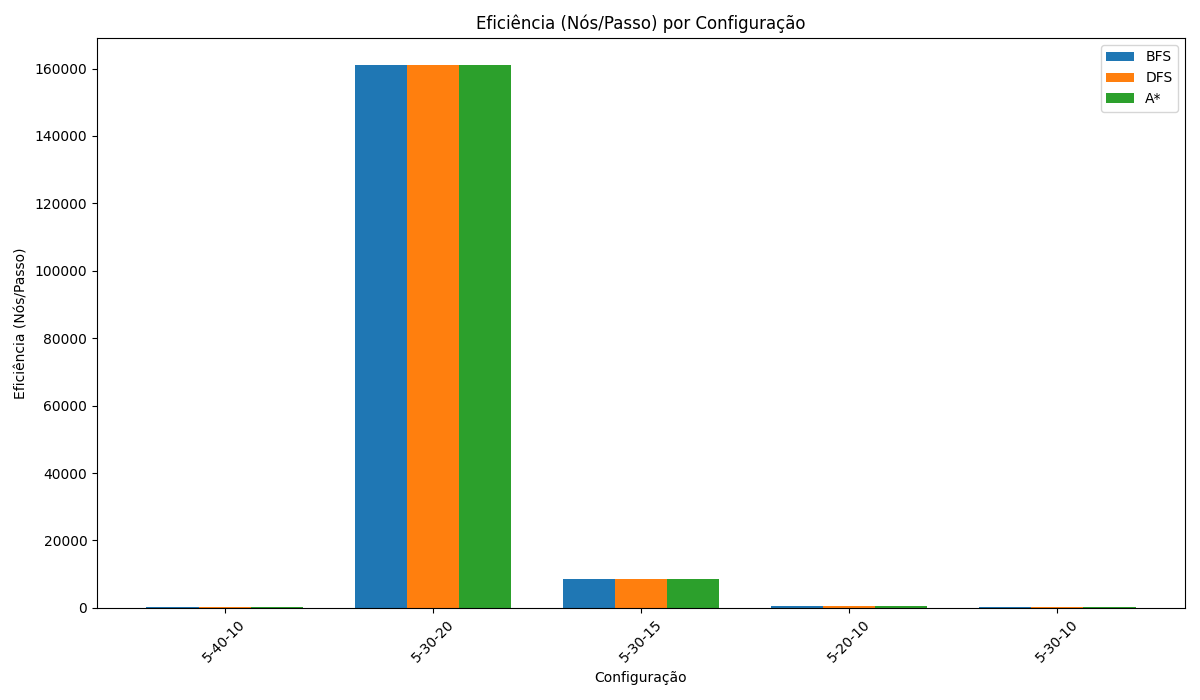 Eficiência (Nós/Passo) por Configuração
BFS
DFS
A*
Eficiência (Nós/Passo)
160000
140000
120000
100000
80000
60000
40000
20000
0
5-40-10
5-30-20
5-30-15
5-20-10
5-30-10
Configuração